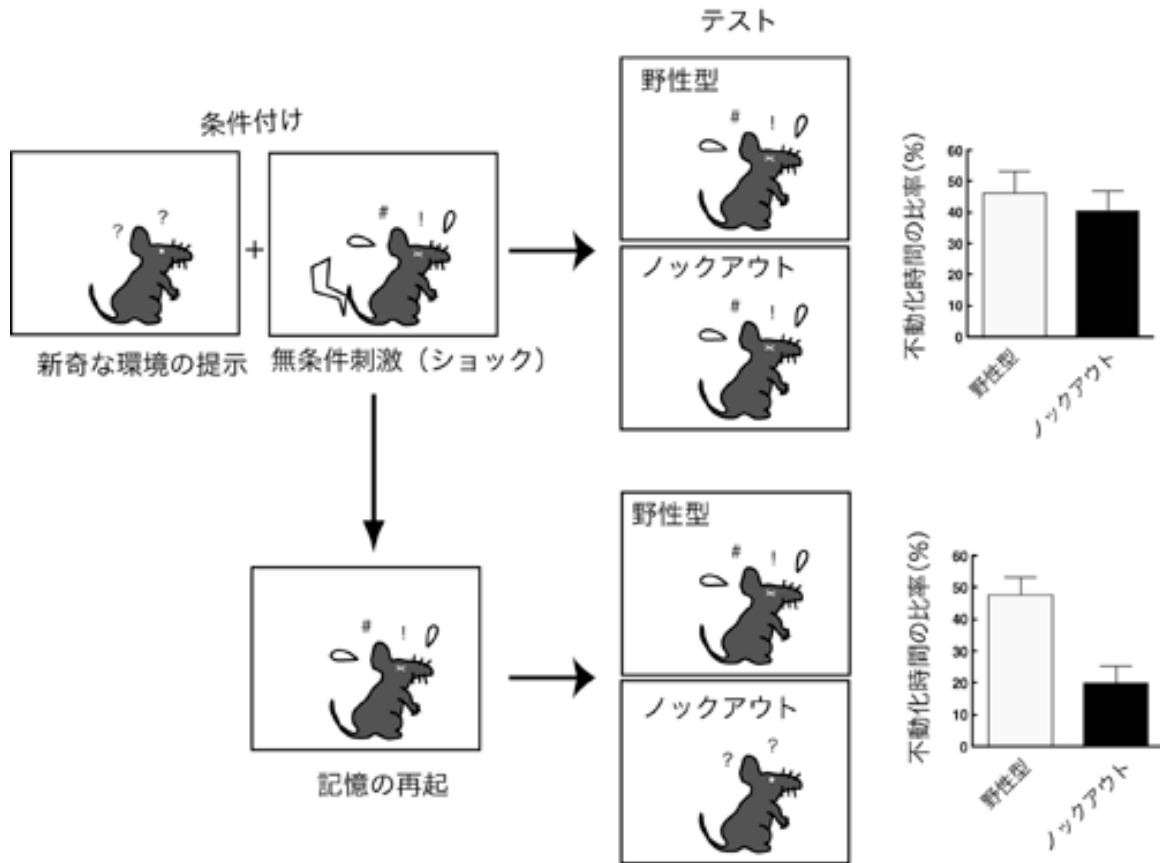 テスト
条件付け
? ?
+
# !
新奇な環境の提示
無条件刺激（ショック）
野性型
# !
ノックアウト
# !
不動化時間の比率(%)
60
50
40
30
20
10
0
野性型
ノックアウト
# !
記憶の再起
野性型
# !
ノックアウト
? ?
不動化時間の比率(%)
60
50
40
30
20
10
0
野性型
ノックアウト